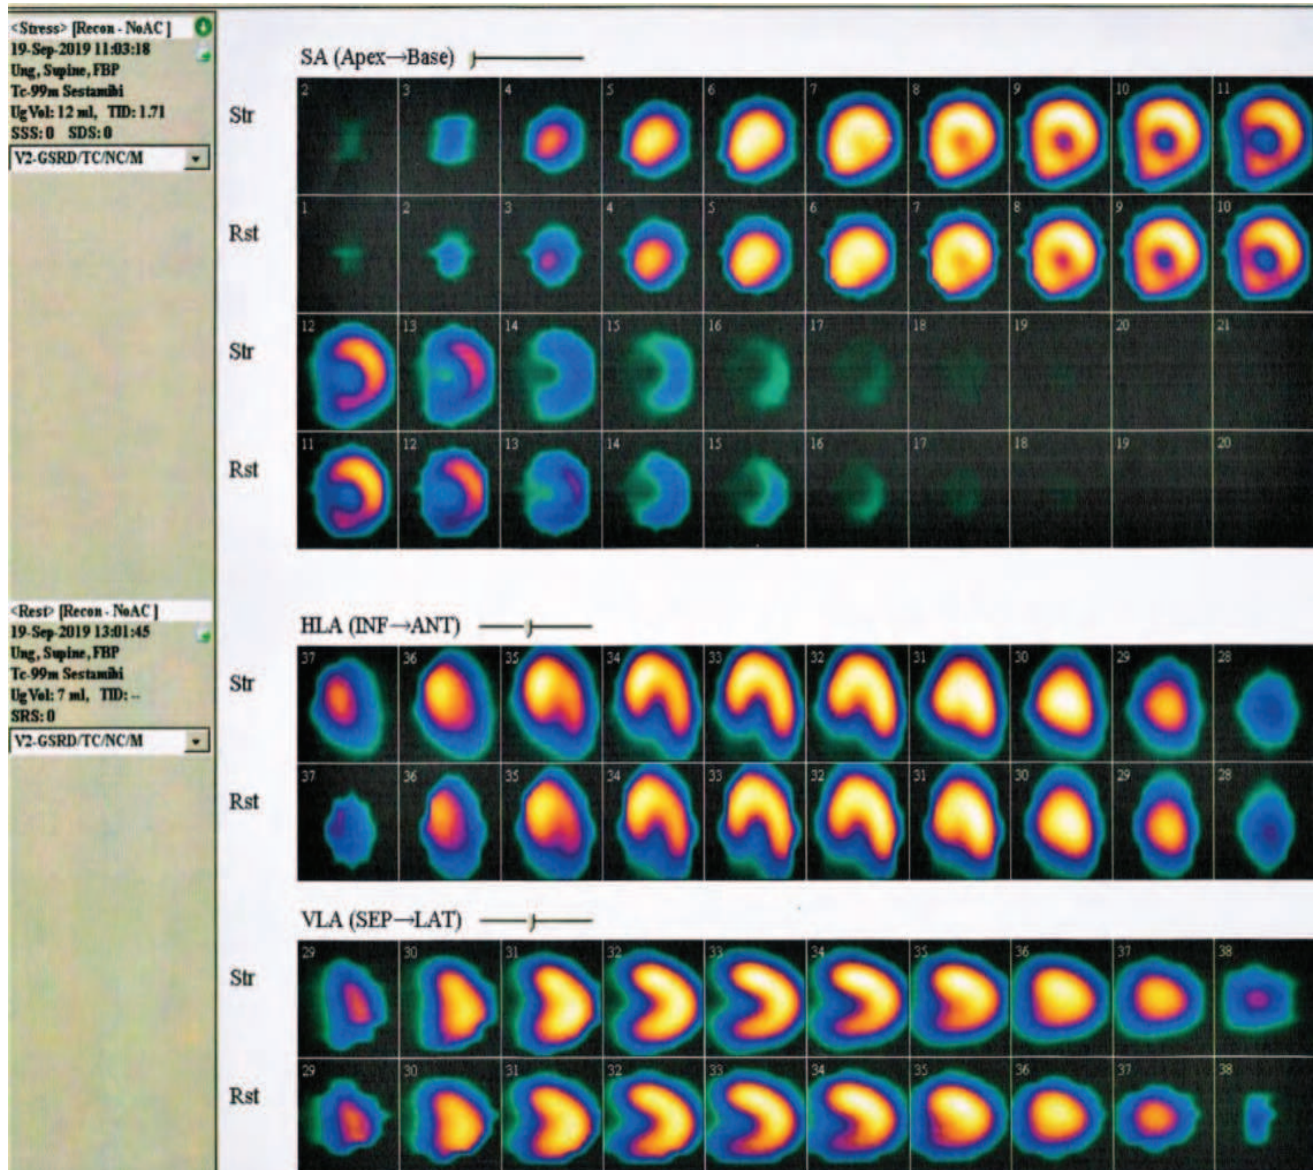 <Stress> [Recon - NoAC ]
19-Sep-2019 11:03:18
Ung, Supine, FBP
Tc-99m Sestamibi
Ug Vol: 12 ml, TID: 1.71
SSS: 0 SDS: 0
V2-GSRD/TC/NC/M
SA (Apex→Base)
Str
2 3 4 5 6 7 8 9 10 11
Rst
1 2 3 4 5 6 7 8 9 10
Str
12 13 14 15 16 17 18 19 20 21
Rst
11 12 13 14 15 16 17 18 19 20
<Rest> [Recon - NoAC ]
19-Sep-2019 13:01:45
Ung, Supine, FBP
Tc-99m Sestamibi
Ug Vol: 7 ml, TID: --
SRS: 0
V2-GSRD/TC/NC/M
HLA (INF→ANT)
Str
37 36 35 34 33 32 31 30 29 28
Rst
37 36 35 34 33 32 31 30 29 28
VLA (SEP→LAT)
Str
29 30 31 32 33 34 35 36 37 38
Rst
29 30 31 32 33 34 35 36 37 38